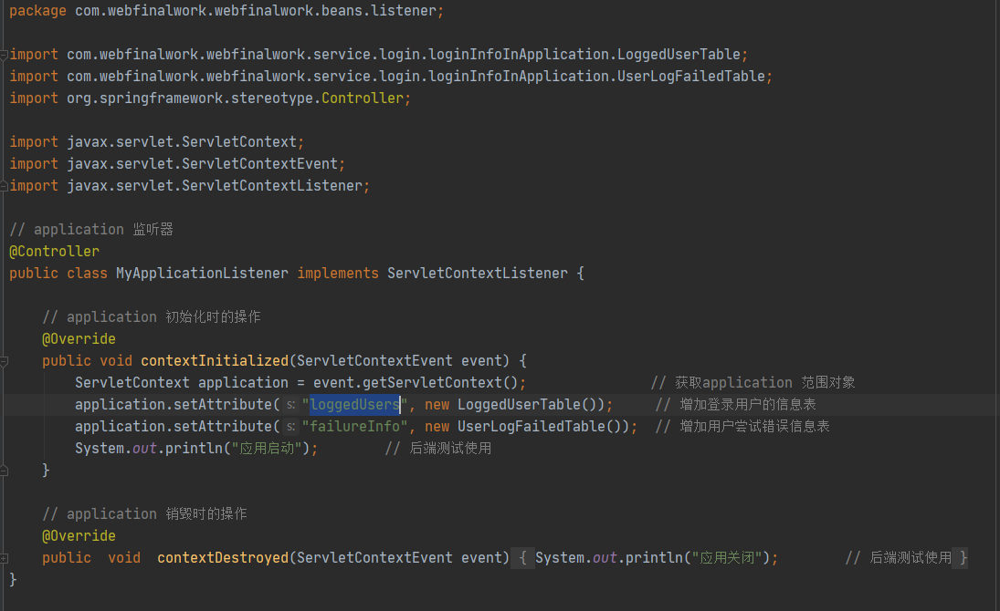 package com.webfinalwork.webfinalwork.beans.listener;
import com.webfinalwork.webfinalwork.service.login.loginInfoInApplication.LoggedUserTable;
import com.webfinalwork.webfinalwork.service.login.loginInfoInApplication.UserLogFailedTable;
import org.springframework.stereotype.Controller;
import javax.servlet.ServletContext;
import javax.servlet.ServletContextEvent;
import javax.servlet.ServletContextListener;
// application 监听器
@Controller
public class MyApplicationListener implements ServletContextListener {
// application 初始化时的操作
@Override
public void contextInitialized(ServletContextEvent event) {
ServletContext application = event.getServletContext(); // 获取application 范围对象
application.setAttribute( s: "loggedUsers", new LoggedUserTable()); // 增加登录用户的信息表
application.setAttribute( s: "failureInfo", new UserLogFailedTable()); // 增加用户尝试错误信息表
System.out.println("应用启动"); // 后端测试使用
}
// application 销毁时的操作
@Override
public void contextDestroyed(ServletContextEvent event) { System.out.println("应用关闭"); // 后端测试使用 }
}